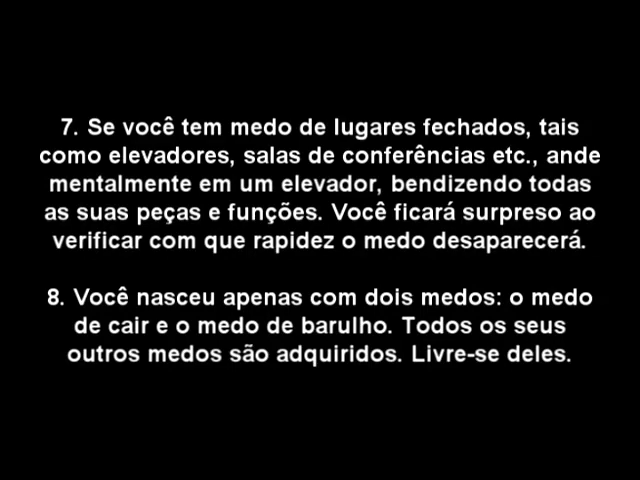 7. Se você tem medo de lugares fechados, tais
como elevadores, salas de conferências etc., ande
mentalmente em um elevador, bendizendo todas
as suas peças e funções. Você ficará surpreso ao
verificar com que rapidez o medo desaparecerá.
8. Você nasceu apenas com dois medos: o medo
de cair e o medo de barulho. Todos os seus
outros medos são adquiridos. Livre-se deles.